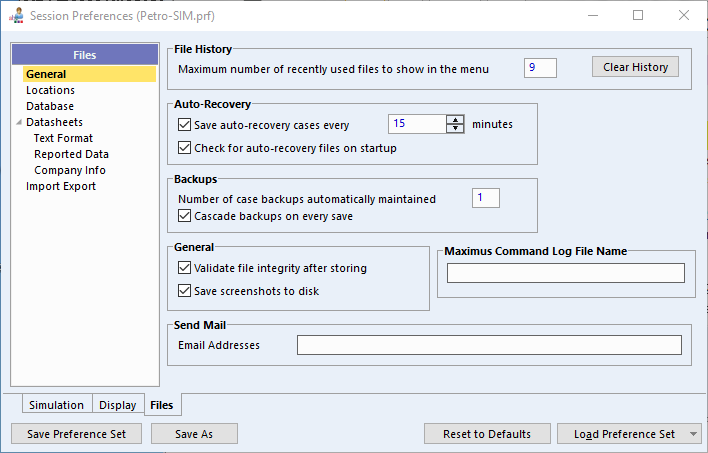 Session Preferences (Petro-SIM.prf)
Files
General
Locations
Database
Datasheets
Text Format
Reported Data
Company Info
Import Export
File History
Maximum number of recently used files to show in the menu 9 Clear History
Auto-Recovery
Save auto-recovery cases every 15 minutes
Check for auto-recovery files on startup
Backups
Number of case backups automatically maintained 1
Cascade backups on every save
General
Validate file integrity after storing
Save screenshots to disk
Maximus Command Log File Name
Send Mail
Email Addresses
Simulation Display Files
Save Preference Set Save As Reset to Defaults Load Preference Set